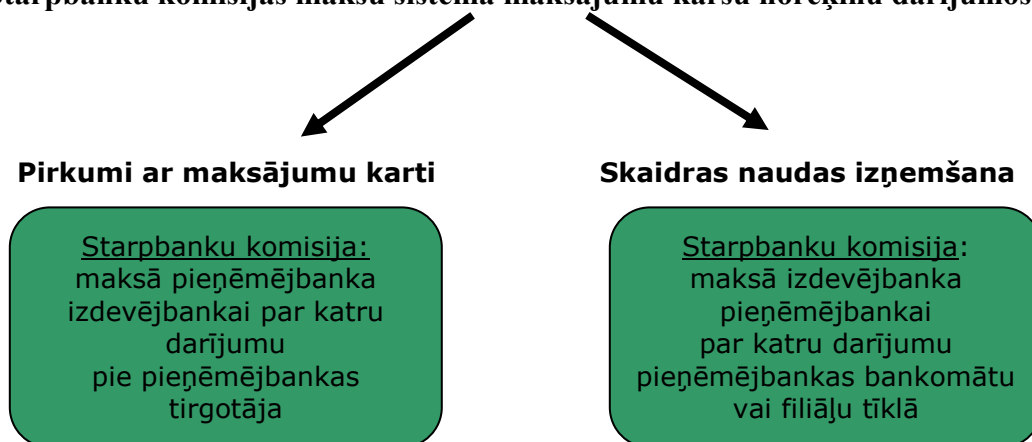 starpbanku komisijas maksu sistēma maksājumu karšu norēķinu darījumos
Pirkumi ar maksājumu karti
Starpbanku komisija:
maksā pieņēmējbanka
izdevējbankai par katru
darījumu
pie pieņēmējbankas
tirgotāja
Skaidras naudas izņemšana
Starpbanku komisija:
maksā izdevējbanka
pieņēmējbankai
par katru darījumu
pieņēmējbankas bankomātu
vai filiāļu tīklā